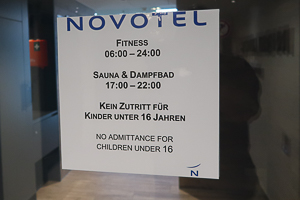 NOVOTEL
FITNESS
06:00 – 24:00
SAUNA & DAMPFBAD
17:00 – 22:00
KEIN ZUTRITT FÜR
KINDER UNTER 16 JAHREN
NO ADMITTANCE FOR
CHILDREN UNDER 16
N